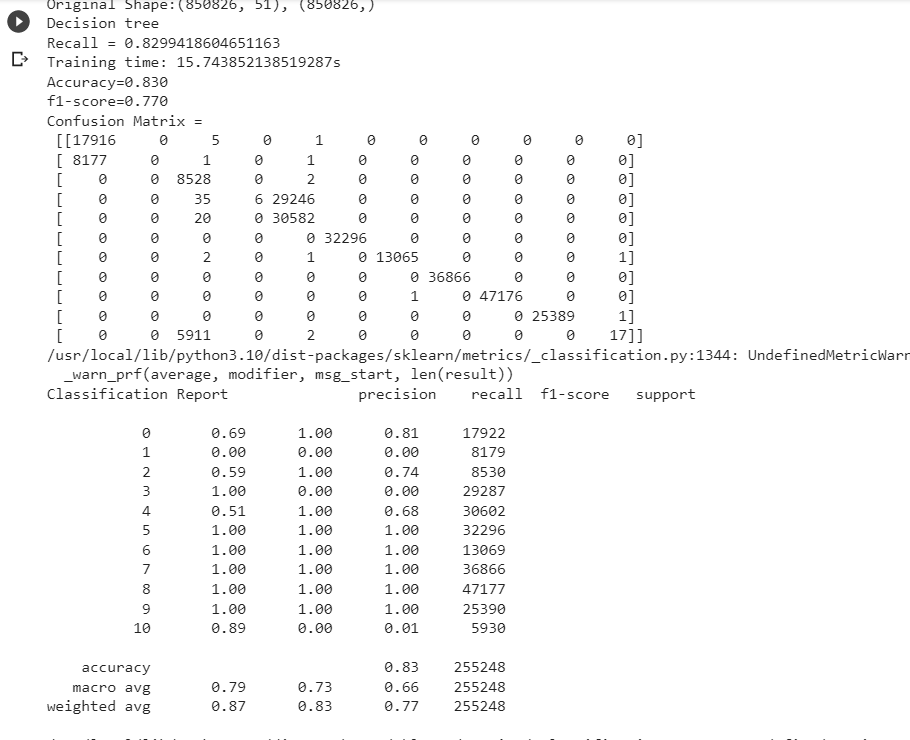 Original Shape:(850826, 51), (850826,)
Decision tree
Recall = 0.8299418604651163
Training time: 15.743852138519287s
Accuracy=0.830
f1-score=0.770
Confusion Matrix =
[[17916 0 5 0 1 0 0 0 0 0 0]
[ 8177 0 1 0 1 0 0 0 0 0 0]
[ 0 0 8528 0 2 0 0 0 0 0 0]
[ 0 0 35 6 29246 0 0 0 0 0 0]
[ 0 0 20 0 30582 0 0 0 0 0 0]
[ 0 0 0 0 0 32296 0 0 0 0 0]
[ 0 0 2 0 1 0 13065 0 0 0 1]
[ 0 0 0 0 0 0 0 36866 0 0 0]
[ 0 0 0 0 0 0 1 0 47176 0 0]
[ 0 0 0 0 0 0 0 0 0 25389 1]
[ 0 0 5911 0 2 0 0 0 0 0 17]]
/usr/local/lib/python3.10/dist-packages/sklearn/metrics/_classification.py:1344: UndefinedMetricWarn
_warn_prf(average, modifier, msg_start, len(result))
Classification Report precision recall f1-score support
0 0.69 1.00 0.81 17922
1 0.00 0.00 0.00 8179
2 0.59 1.00 0.74 8530
3 1.00 0.00 0.00 29287
4 0.51 1.00 0.68 30602
5 1.00 1.00 1.00 32296
6 1.00 1.00 1.00 13069
7 1.00 1.00 1.00 36866
8 1.00 1.00 1.00 47177
9 1.00 1.00 1.00 25390
10 0.89 0.00 0.01 5930
accuracy 0.83 255248
macro avg 0.79 0.73 0.66 255248
weighted avg 0.87 0.83 0.77 255248